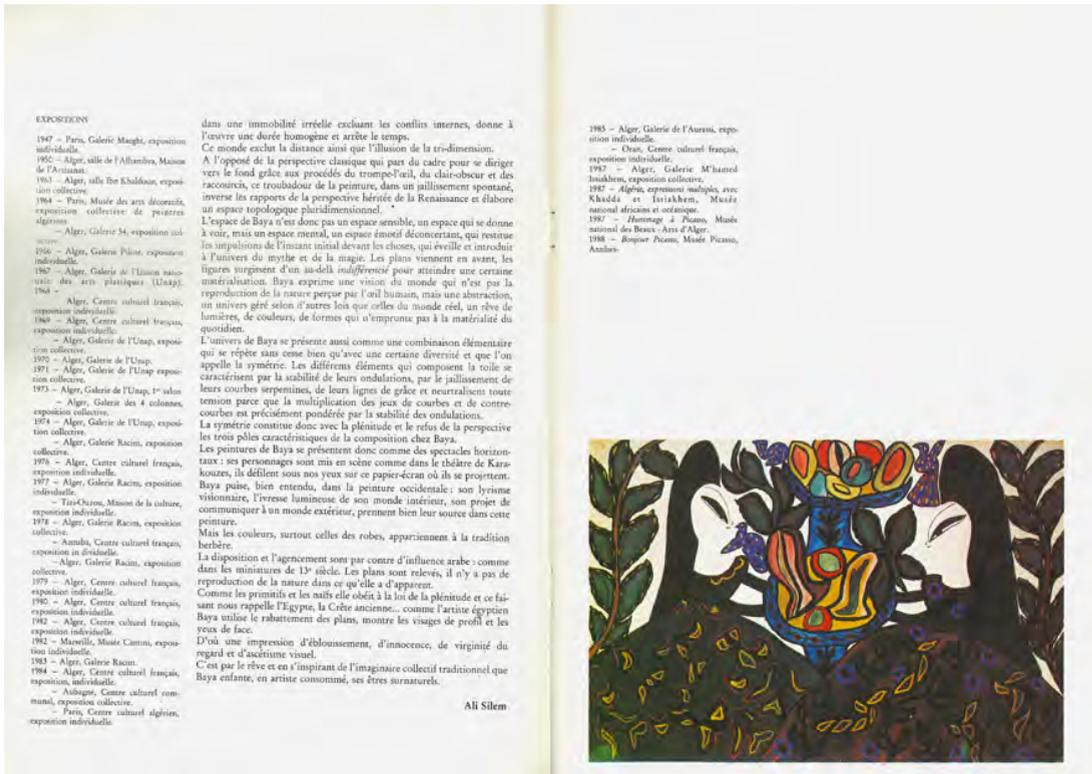 EXPOSITIONS
1947 – Paris, Galerie Maeght, exposition
individuelle.
1950 – Alger, salle de l'Alhambra, Maison
de l'Artisanat.
1963 – Alger, salle Ibn Khaldoun, exposi-
tion collective.
1964 – Paris, Musée des arts décoratifs,
exposition collective de peintres
algériens.
– Alger, Galerie 54, exposition col-
lective.
1966 – Alger, Galerie Pilote, exposition
individuelle.
1967 – Alger, Galerie de l'Union natio-
nale des arts plastiques (Unap).
1968 –
Alger, Centre culturel français,
exposition individuelle.
1969 – Alger, Centre culturel français,
exposition individuelle.
– Alger, Galerie de l'Unap, exposi-
tion collective.
1970 – Alger, Galerie de l'Unap.
1971 – Alger, Galerie de l'Unap exposi-
tion collective.
1973 – Alger, Galerie de l'Unap, 1er salon
– Alger, Galerie des 4 colonnes,
exposition collective.
1974 – Alger, Galerie de l'Unap, exposi-
tion collective.
– Alger, Galerie Racim, exposition
collective.
1976 – Alger, Centre culturel français,
exposition individuelle.
1977 – Alger, Galerie Racim, exposition
individuelle.
– Tizi-Ouzou, Maison de la culture,
exposition individuelle.
1978 – Alger, Galerie Racim, exposition
collective.
– Annaba, Centre culturel français,
exposition in dividuelle.
– Alger, Galerie Racim, exposition
collective.
1979 – Alger, Centre culturel français,
exposition individuelle.
1980 – Alger, Centre culturel français,
exposition individuelle.
1982 – Alger, Centre culturel français,
exposition individuelle.
1982 – Marseille, Musée Cantini, exposi-
tion individuelle.
1983 – Alger, Galerie Racim.
1984 – Alger, Centre culturel français,
exposition, individuelle.
– Aubagne, Centre culturel com-
munal, exposition collective.
– Paris, Centre culturel algérien,
exposition individuelle.
dans une immobilité irréelle excluant les conflits internes, donne à
l'œuvre une durée homogène et arrête le temps.
Ce monde exclut la distance ainsi que l'illusion de la tri-dimension.
A l'opposé de la perspective classique qui part du cadre pour se diriger
vers le fond grâce aux procédés du trompe-l'œil, du clair-obscur et des
raccourcis, ce troubadour de la peinture, dans un jaillissement spontané,
inverse les rapports de la perspective héritée de la Renaissance et élabore
un espace topologique pluridimensionnel.
L'espace de Baya n'est donc pas un espace sensible, un espace qui se donne
à voir, mais un espace mental, un espace émotif déconcertant, qui restitue
les impulsions de l'instant initial devant les choses, qui éveille et introduit
à l'univers du mythe et de la magie. Les plans viennent en avant, les
figures surgissent d'un au-delà indifférencié pour atteindre une certaine
matérialisation. Baya exprime une vision du monde qui n'est pas la
reproduction de la nature perçue par l'œil humain, mais une abstraction,
un univers géré selon d'autres lois que celles du monde réel, un rêve de
lumières, de couleurs, de formes qui n'emprunte pas à la matérialité du
quotidien.
L'univers de Baya se présente aussi comme une combinaison élémentaire
qui se répète sans cesse bien qu'avec une certaine diversité et que l'on
appelle la symétrie. Les différents éléments qui composent la toile se
caractérisent par la stabilité de leurs ondulations, par le jaillissement de
leurs courbes serpentines, de leurs lignes de grâce et neurtralisent toute
tension parce que la multiplication des jeux de courbes et de contre-
courbes est précisément pondérée par la stabilité des ondulations.
La symétrie constitue donc avec la plénitude et le refus de la perspective
les trois pôles caractéristiques de la composition chez Baya.
Les peintures de Baya se présentent donc comme des spectacles horizon-
taux : ses personnages sont mis en scène comme dans le théâtre de Kara-
kouzes, ils défilent sous nos yeux sur ce papier-écran où ils se projettent.
Baya puise, bien entendu, dans la peinture occidentale : son lyrisme
visionnaire, l'ivresse lumineuse de son monde intérieur, son projet de
communiquer à un monde extérieur, prennent bien leur source dans cette
peinture.
Mais les couleurs, surtout celles des robes, appartiennent à la tradition
berbère.
La disposition et l'agencement sont par contre d'influence arabe : comme
dans les miniatures de 13e siècle. Les plans sont relevés, il n'y a pas de
reproduction de la nature dans ce qu'elle a d'apparent.
Comme les primitifs et les naïfs elle obéit à la loi de la plénitude et ce fai-
sant nous rappelle l'Egypte, la Crête ancienne... comme l'artiste égyptien
Baya utilise le rabattement des plans, montre les visages de profil et les
yeux de face.
D'où une impression d'éblouissement, d'innocence, de virginité du
regard et d'ascétisme visuel.
C'est par le rêve et en s'inspirant de l'imaginaire collectif traditionnel que
Baya enfante, en artiste consommé, ses êtres surnaturels.
Ali Silem
1985 – Alger, Galerie de l'Aurassi, expo-
sition individuelle.
– Oran, Centre culturel français,
exposition individuelle.
1987 – Alger, Galerie M'hamed
Issiakhem, exposition collective.
1987 – Algérie, expressions multiples, avec
Khadda et Issiakhem, Musée
national africains et océanique.
1987 – Hommage à Picasso, Musée
national des Beaux - Arts d'Alger.
1988 – Bonjour Picasso, Musée Picasso,
Antibes-